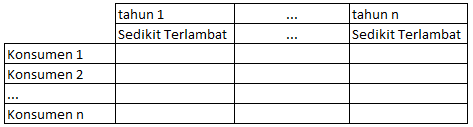 tahun 1 ... tahun n
Sedikit Terlambat ... Sedikit Terlambat
Konsumen 1
Konsumen 2
...
Konsumen n